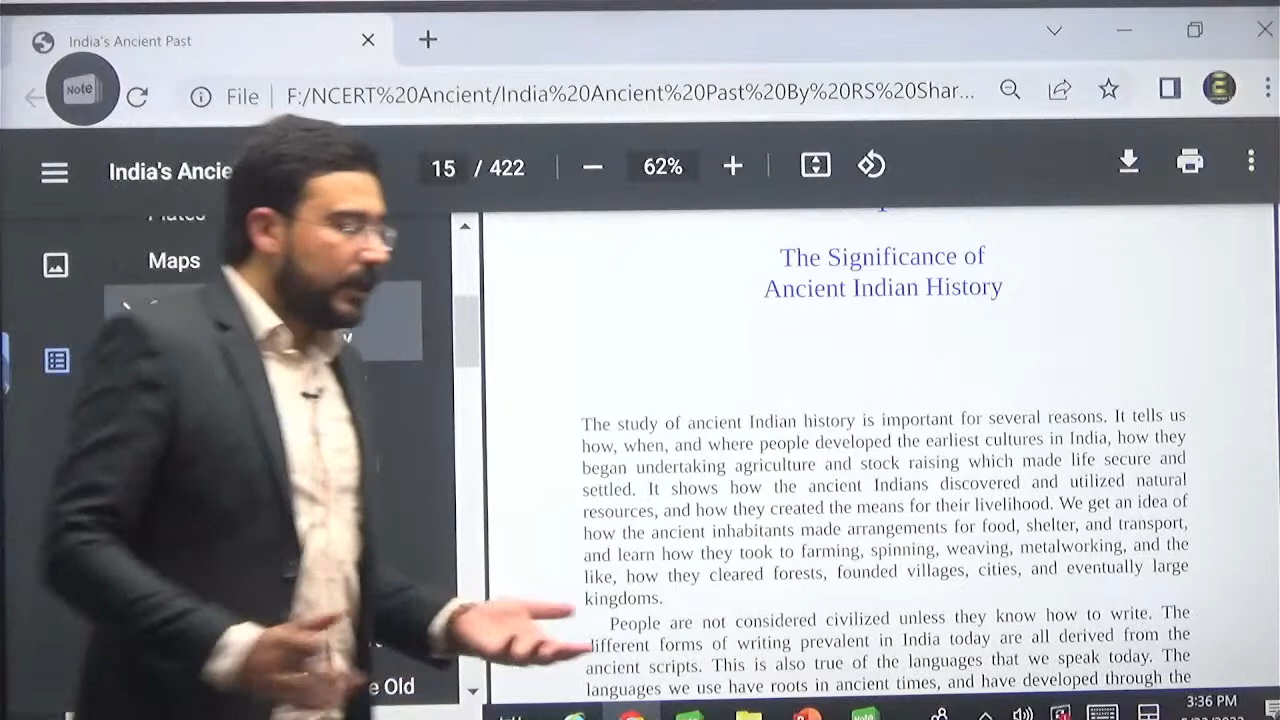 India's Ancient Past
Note
File
F:/NCERT%20Ancient/India%20Ancient%20Past%20By%20RS%20Shar...
India's Ancie
15 / 422
62%
Maps
The Significance of
Ancient Indian History
The study of ancient Indian history is important for several reasons. It tells us
how, when, and where people developed the earliest cultures in India, how they
began undertaking agriculture and stock raising which made life secure and
settled. It shows how the ancient Indians discovered and utilized natural
resources, and how they created the means for their livelihood. We get an idea of
how the ancient inhabitants made arrangements for food, shelter, and transport,
and learn how they took to farming, spinning, weaving, metalworking, and the
like, how they cleared forests, founded villages, cities, and eventually large
kingdoms.
People are not considered civilized unless they know how to write. The
different forms of writing prevalent in India today are all derived from the
ancient scripts. This is also true of the languages that we speak today. The
languages we use have roots in ancient times, and have developed through the
e Old
3:36 PM
Note